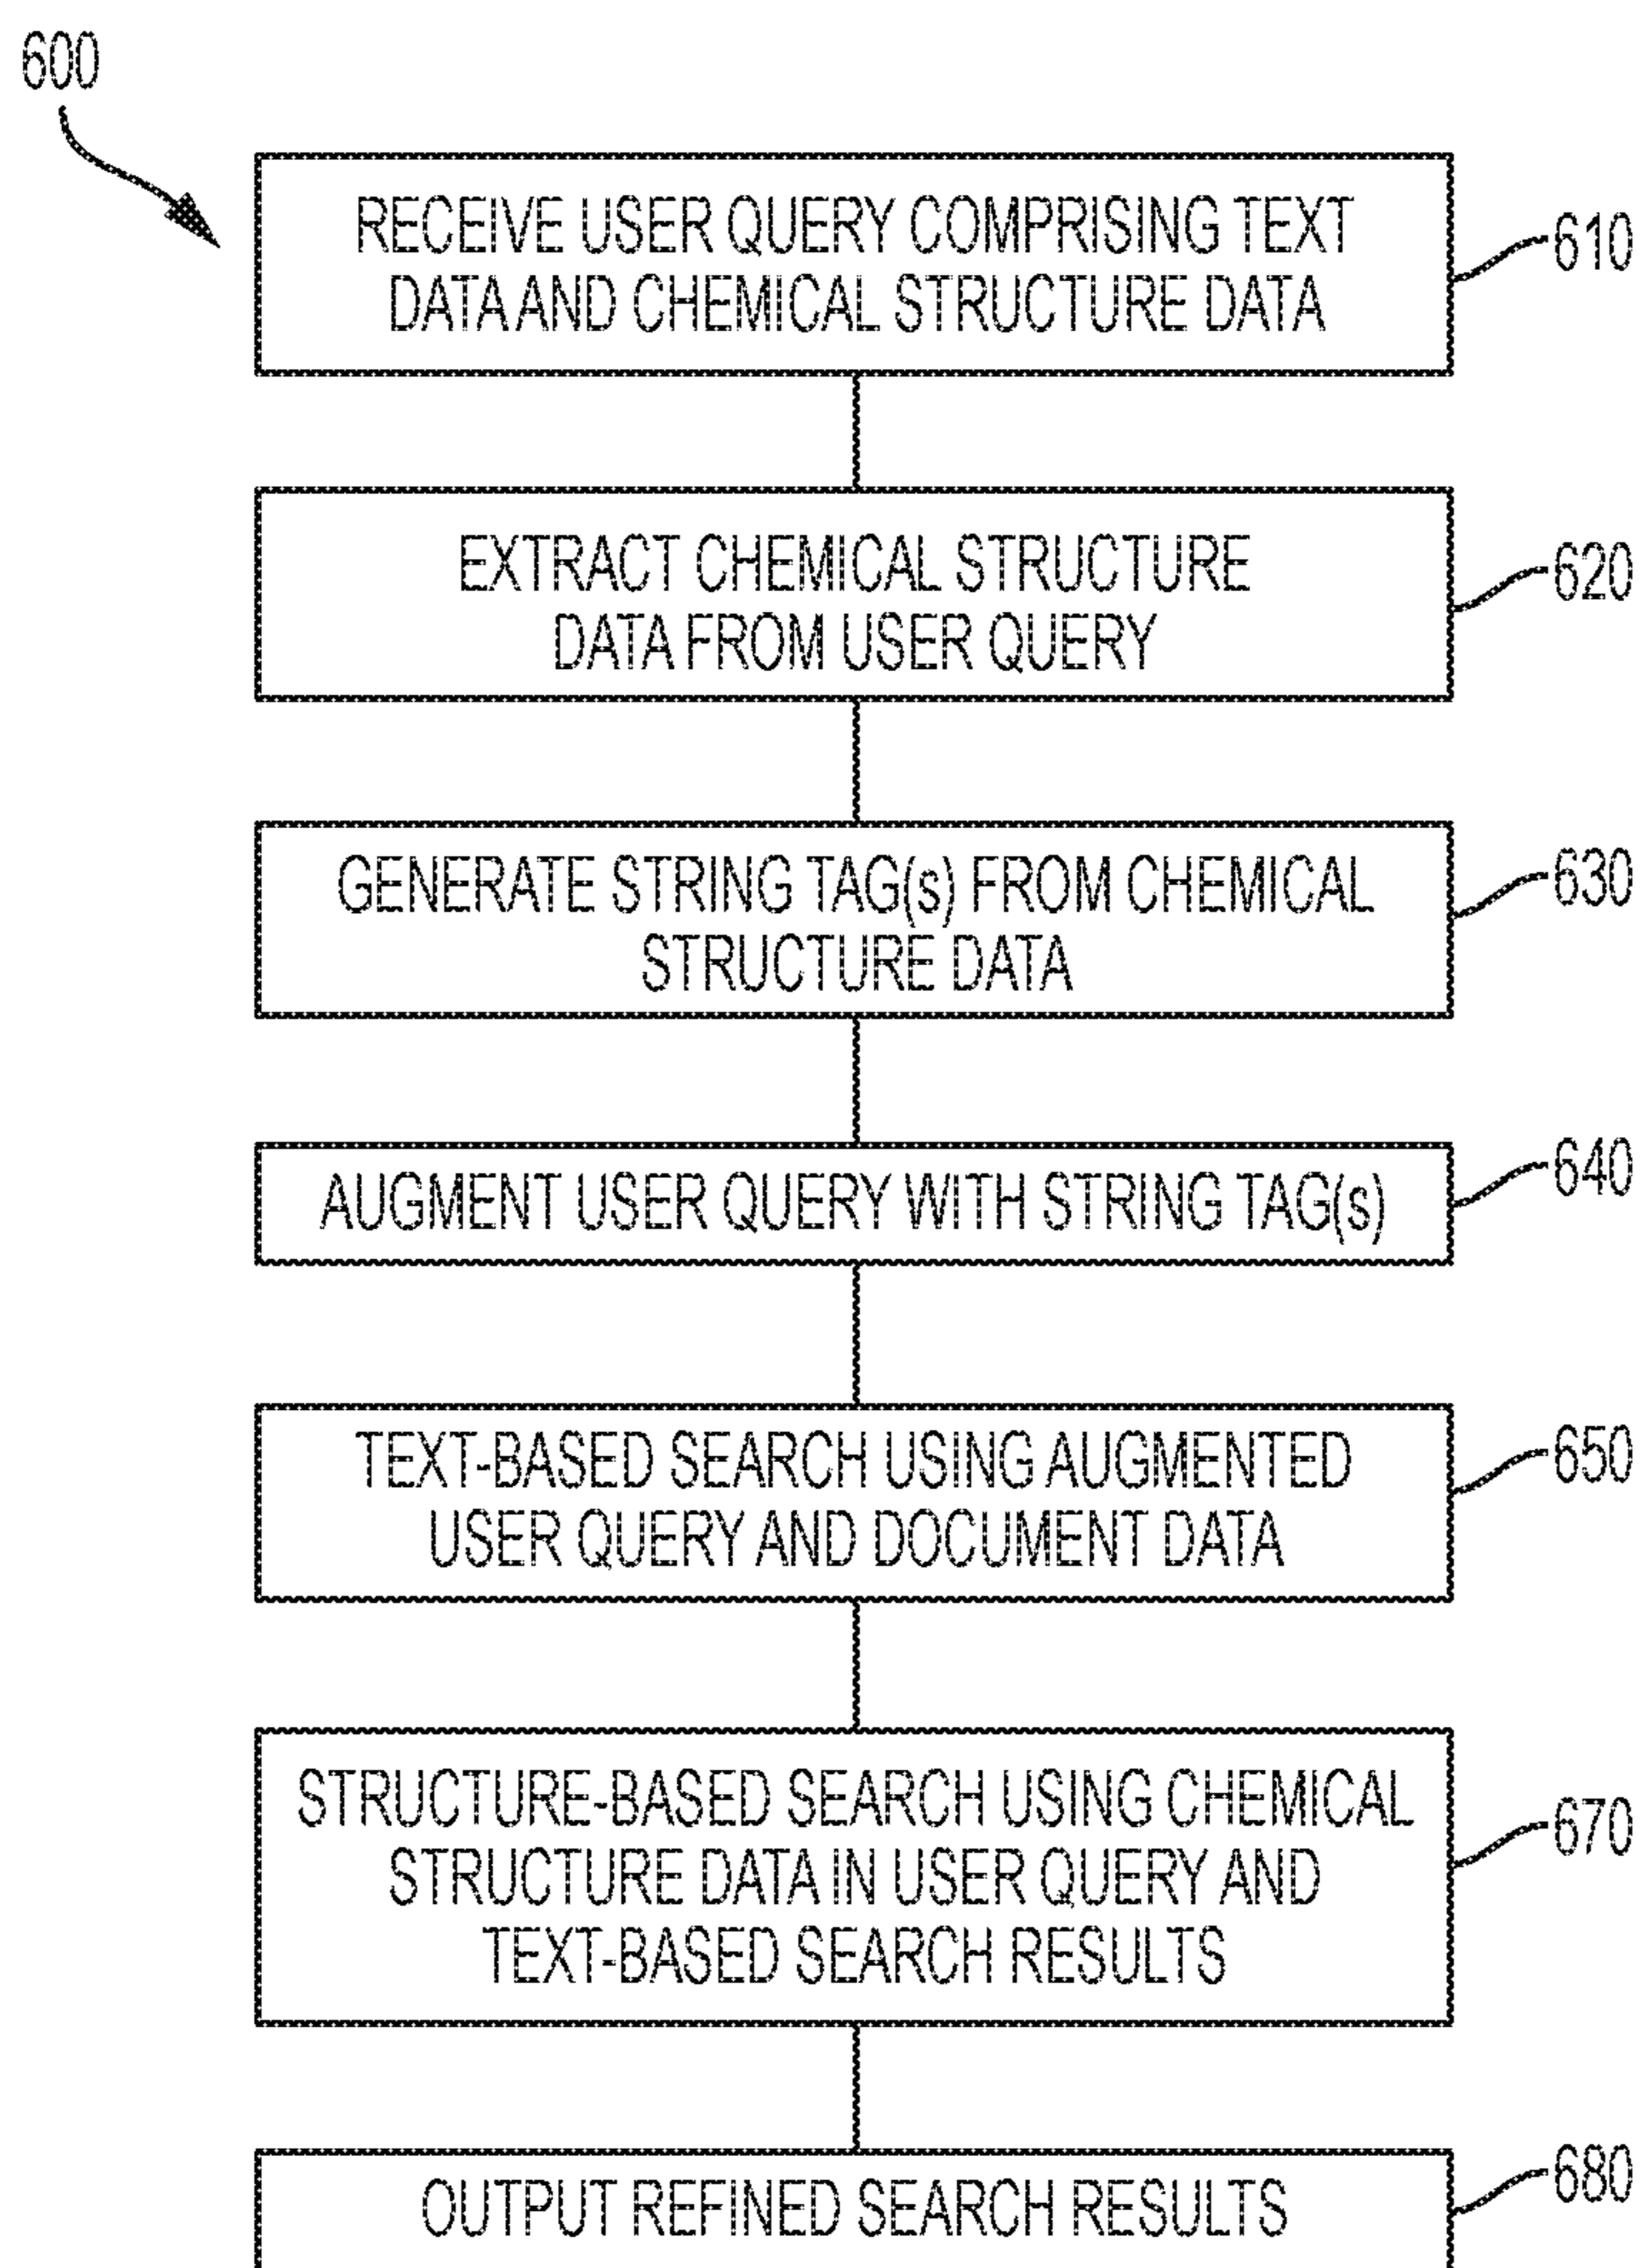 600
RECEIVE USER QUERY COMPRISING TEXT
DATA AND CHEMICAL STRUCTURE DATA
610
EXTRACT CHEMICAL STRUCTURE
DATA FROM USER QUERY
620
GENERATE STRING TAG(s) FROM CHEMICAL
STRUCTURE DATA
630
AUGMENT USER QUERY WITH STRING TAG(s)
640
TEXT-BASED SEARCH USING AUGMENTED
USER QUERY AND DOCUMENT DATA
650
STRUCTURE-BASED SEARCH USING CHEMICAL
STRUCTURE DATA IN USER QUERY AND
TEXT-BASED SEARCH RESULTS
670
OUTPUT REFINED SEARCH RESULTS
680